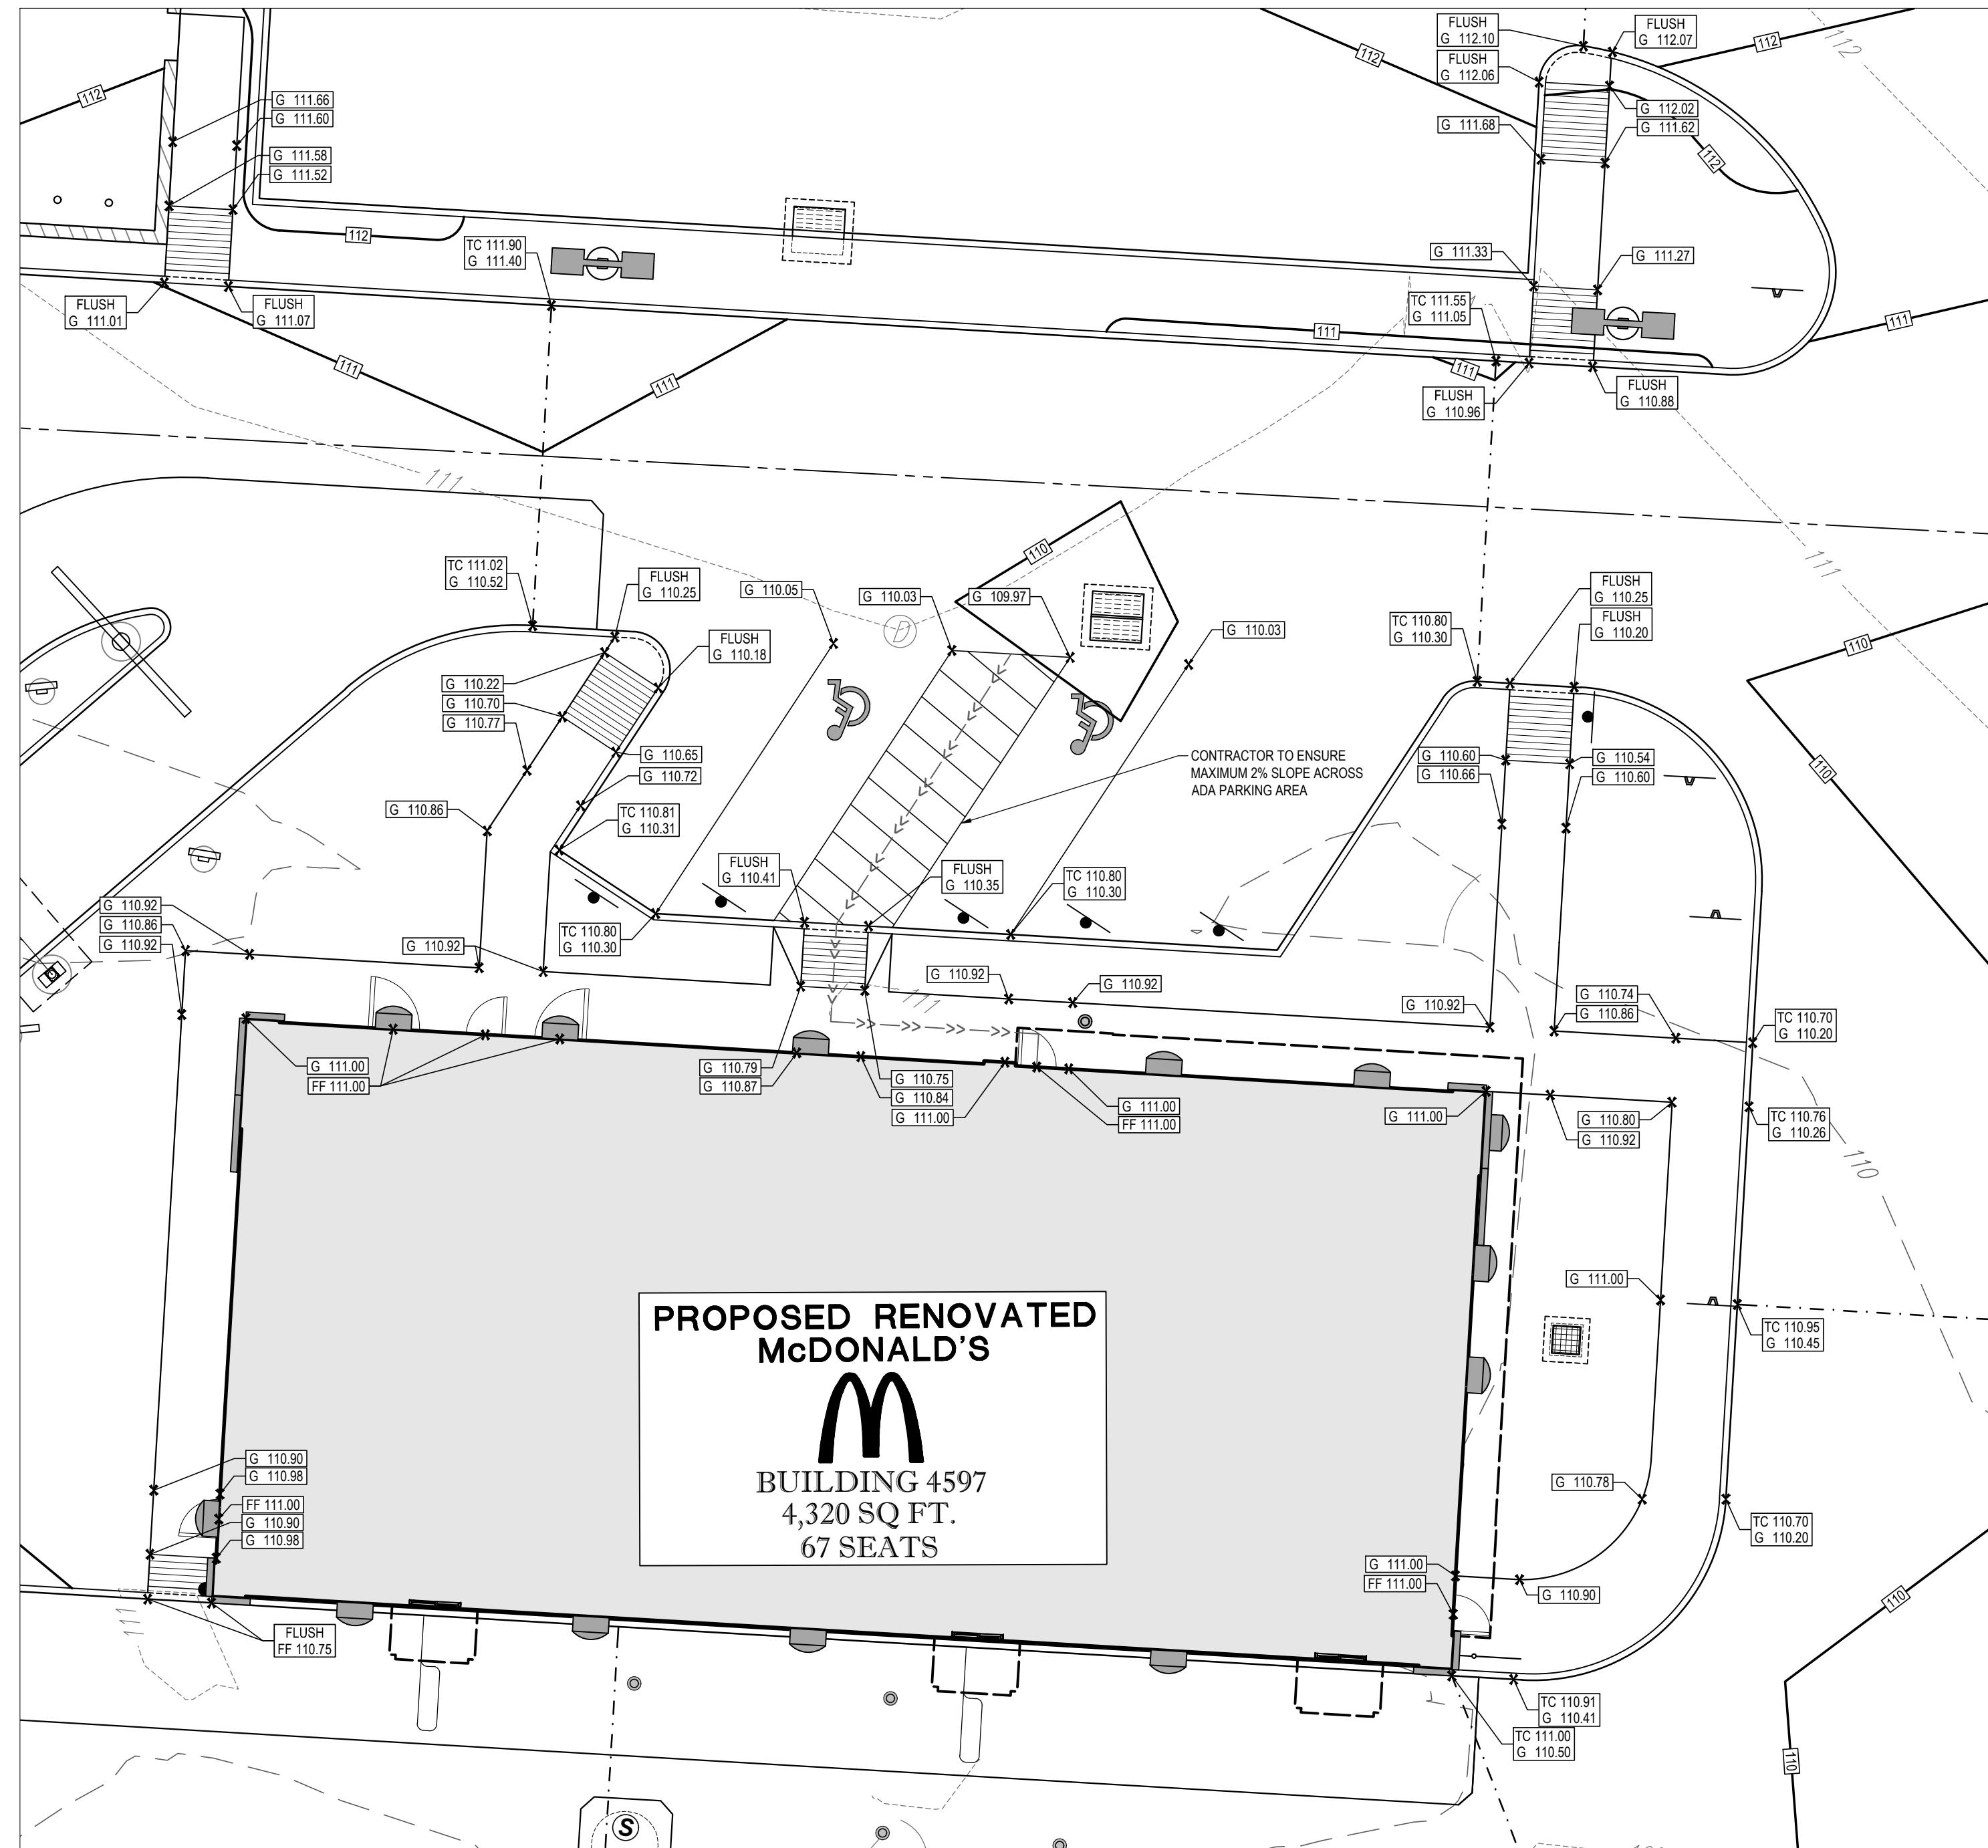 FLUSH
G 112.10
FLUSH
G 112.07
112
112
112
FLUSH
G 112.06
112
G 111.66
G 111.60
G 112.02
G 111.68
G 111.62
G 111.58
G 111.52
112
112
TC 111.90
G 111.40
G 111.33
G 111.27
FLUSH
G 111.01
FLUSH
G 111.07
TC 111.55
G 111.05
111
111
111
111
111
FLUSH
G 110.96
FLUSH
G 110.88
111
110
111
TC 111.02
G 110.52
FLUSH
G 110.25
G 110.05
G 110.03
G 109.97
FLUSH
G 110.25
FLUSH
G 110.20
TC 110.80
G 110.30
D
G 110.03
FLUSH
G 110.18
110
G 110.22
G 110.70
G 110.77
G 110.65
G 110.72
CONTRACTOR TO ENSURE
MAXIMUM 2% SLOPE ACROSS
ADA PARKING AREA
G 110.60
G 110.66
G 110.54
G 110.60
110
G 110.86
TC 110.81
G 110.31
FLUSH
G 110.41
FLUSH
G 110.35
TC 110.80
G 110.30
G 110.92
G 110.86
G 110.92
G 110.92
TC 110.80
G 110.30
G 110.92
G 110.92
111
G 110.92
G 110.74
G 110.86
TC 110.70
G 110.20
G 111.00
FF 111.00
G 110.79
G 110.87
G 110.75
G 110.84
G 111.00
G 111.00
FF 111.00
G 111.00
G 110.80
G 110.92
TC 110.76
G 110.26
110
G 111.00
PROPOSED RENOVATED
McDONALD'S
BUILDING 4597
4,320 SQ FT.
67 SEATS
TC 110.95
G 110.45
G 110.90
G 110.98
FF 111.00
G 110.90
G 110.98
G 110.78
TC 110.70
G 110.20
G 111.00
FF 111.00
G 110.90
110
111
FLUSH
FF 110.75
TC 110.91
G 110.41
TC 111.00
G 110.50
110
S